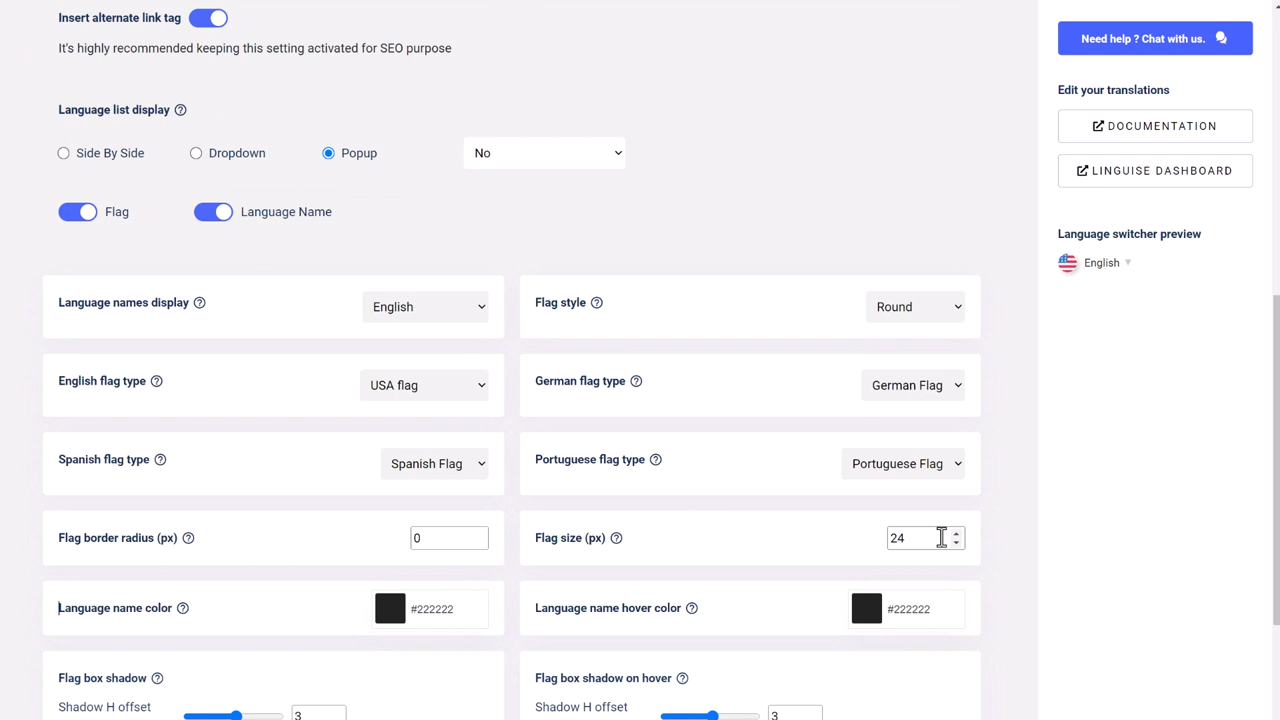 Insert alternate link tag
It's highly recommended keeping this setting activated for SEO purpose
Language list display
Side By Side
Dropdown
Popup
No
Flag
Language Name
Language names display
English
Flag style
Round
English flag type
USA flag
German flag type
German Flag
Spanish flag type
Spanish Flag
Portuguese flag type
Portuguese Flag
Flag border radius (px)
0
Flag size (px)
24
Language name color
#222222
Language name hover color
#222222
Flag box shadow
Shadow H offset
3
Flag box shadow on hover
Shadow H offset
3
Need help ? Chat with us.
Edit your translations
DOCUMENTATION
LINGUISE DASHBOARD
Language switcher preview
English